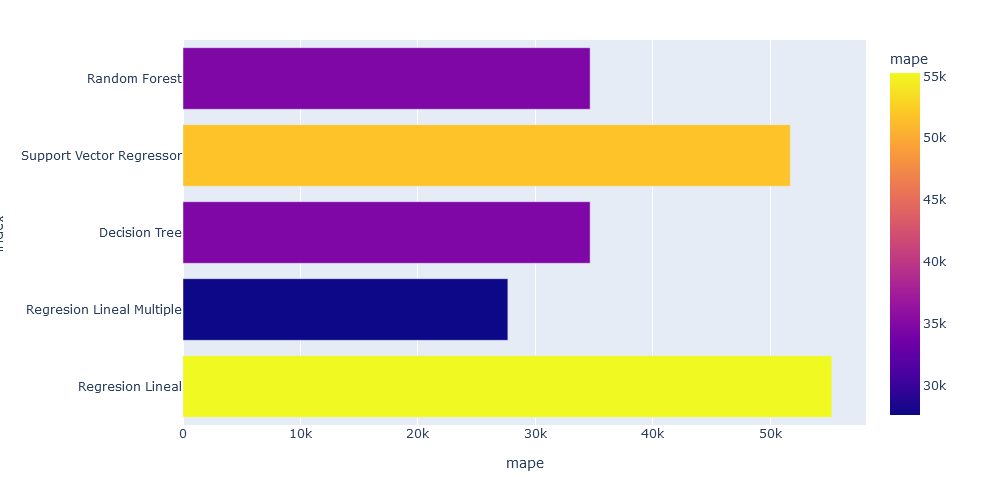 Random Forest
Support Vector Regressor
Decision Tree
Regresion Lineal Multiple
Regresion Lineal
0
10k
20k
30k
40k
50k
mape
mape
55k
50k
45k
40k
35k
30k